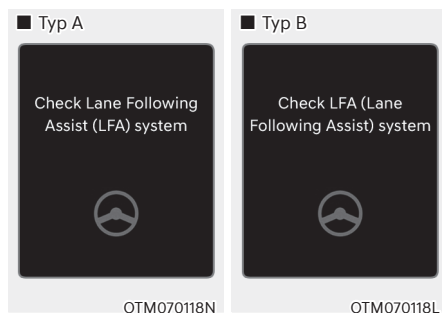 ■ Typ A
Check Lane Following
Assist (LFA) system
OTM070118N
■ Typ B
Check LFA (Lane
Following Assist) system
OTM070118L